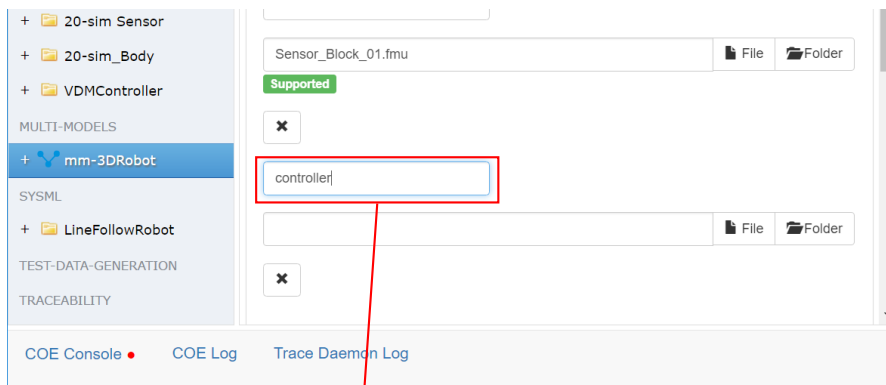 + 20-sim Sensor
+ 20-sim_Body
+ VDMController
MULTI-MODELS
+ mm-3DRobot
SYSML
+ LineFollowRobot
TEST-DATA-GENERATION
TRACEABILITY
Sensor_Block_01.fmu File Folder
Supported
controller
File Folder
COE Console COE Log Trace Daemon Log